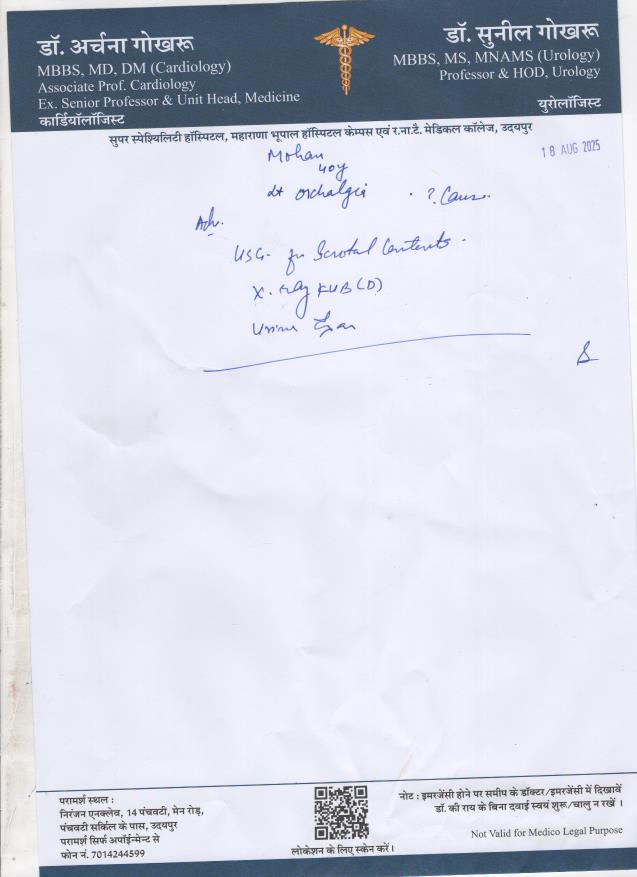 डॉ. अर्चना गोखरू
MBBS, MD, DM (Cardiology)
Associate Prof. Cardiology
Ex. Senior Professor & Unit Head, Medicine
कार्डियॉलॉजिस्ट
डॉ. सुनील गोखरू
MBBS, MS, MNAMS (Urology)
Professor & HOD, Urology
युरोलॉजिस्ट
सुपर स्पेश्यिलिटी हॉस्पिटल, महाराणा भूपाल हॉस्पिटल केम्पस एवं र.ना.टै. मेडिकल कॉलेज, उदयपुर
18 AUG 2025
Mohan
40y
Orchalgia . ? Cause.
Adv.
USG. for Scrotal Contents.
X. Ray KUB (D)
Urine
परामर्श स्थल :
निरंजन एनक्लेव, 14 पंचवटी, मेन रोड़,
पंचवटी सर्किल के पास, उदयपुर
परामर्श सिर्फ अपॉईन्मेन्ट से
फोन नं. 7014244599
लोकेशन के लिए स्केन करें।
नोट : इमरजेंसी होने पर समीप के डॉक्टर/इमरजेंसी में दिखावें
डॉ. की राय के बिना दवाई स्वयं शुरू/चालु न रखें ।
Not Valid for Medico Legal Purpose